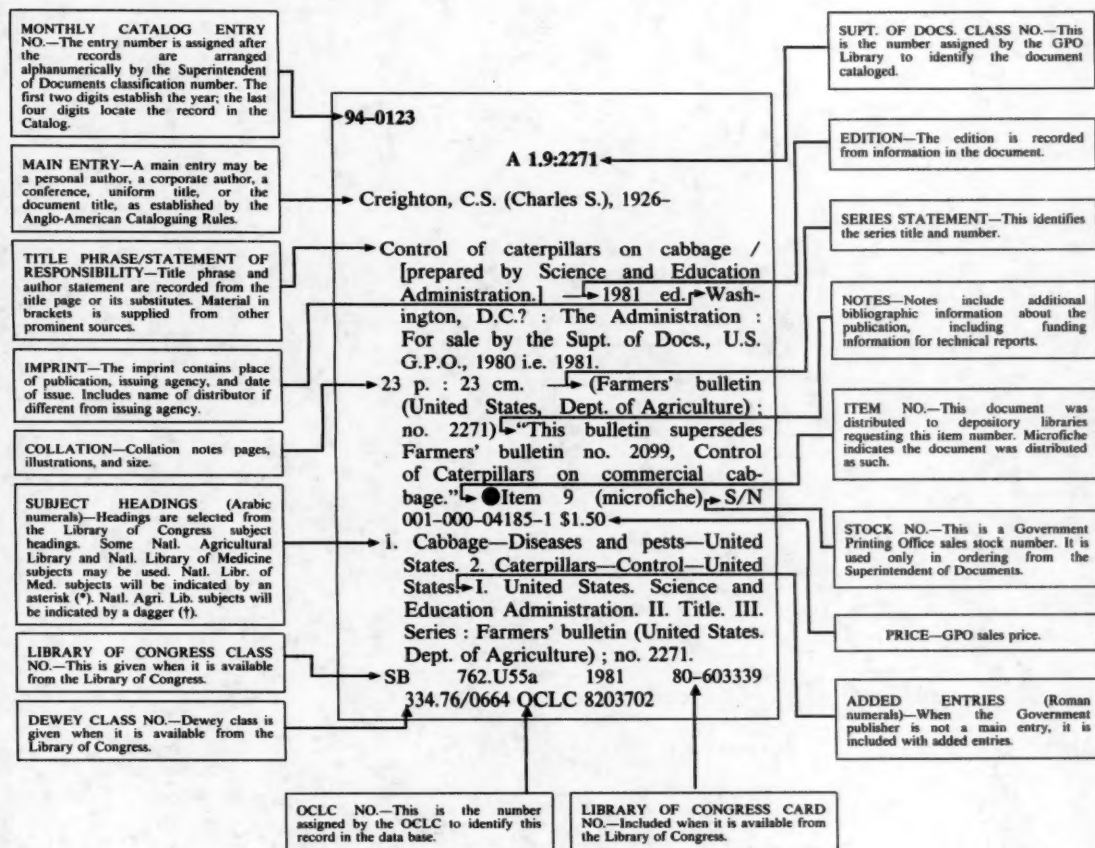 MONTHLY CATALOG ENTRY
NO.—The entry number is assigned after
the records are arranged
alphanumerically by the Superintendent
of Documents classification number. The
first two digits establish the year; the last
four digits locate the record in the
Catalog.
MAIN ENTRY—A main entry may be
a personal author, a corporate author, a
conference, uniform title, or the
document title, as established by the
Anglo-American Cataloguing Rules.
TITLE PHRASE/STATEMENT OF
RESPONSIBILITY—Title phrase and
author statement are recorded from the
title page or its substitutes. Material in
brackets is supplied from other
prominent sources.
IMPRINT—The imprint contains place
of publication, issuing agency, and date
of issue. Includes name of distributor if
different from issuing agency.
COLLATION—Collation notes pages,
illustrations, and size.
SUBJECT HEADINGS (Arabic
numerals)—Headings are selected from
the Library of Congress subject
headings. Some Natl. Agricultural
Library and Natl. Library of Medicine
subjects may be used. Natl. Libr. of
Med. subjects will be indicated by an
asterisk (*). Natl. Agri. Lib. subjects will
be indicated by a dagger (†).
LIBRARY OF CONGRESS CLASS
NO.—This is given when it is available
from the Library of Congress.
DEWEY CLASS NO.—Dewey class is
given when it is available from the
Library of Congress.
94-0123
A 1.9:2271
Creighton, C.S. (Charles S.), 1926–
Control of caterpillars on cabbage /
[prepared by Science and Education
Administration.] — 1981 ed. Wash-
ington, D.C.? : The Administration :
For sale by the Supt. of Docs., U.S.
G.P.O., 1980 i.e. 1981.
23 p. : 23 cm. — (Farmers' bulletin
(United States, Dept. of Agriculture) ;
no. 2271) "This bulletin supersedes
Farmers' bulletin no. 2099, Control
of Caterpillars on commercial cab-
bage." ●Item 9 (microfiche) S/N
001-000-04185-1 $1.50
1. Cabbage—Diseases and pests—United
States. 2. Caterpillars—Control—United
States. I. United States. Science and
Education Administration. II. Title. III.
Series : Farmers' bulletin (United States.
Dept. of Agriculture) ; no. 2271.
SB 762.U55a 1981 80-603339
334.76/0664 OCLC 8203702
SUPT. OF DOCS. CLASS NO.—This
is the number assigned by the GPO
Library to identify the document
cataloged.
EDITION—The edition is recorded
from information in the document.
SERIES STATEMENT—This identifies
the series title and number.
NOTES—Notes include additional
bibliographic information about the
publication, including funding
information for technical reports.
ITEM NO.—This document was
distributed to depository libraries
requesting this item number. Microfiche
indicates the document was distributed
as such.
STOCK NO.—This is a Government
Printing Office sales stock number. It is
used only in ordering from the
Superintendent of Documents.
PRICE—GPO sales price.
ADDED ENTRIES (Roman
numerals)—When the Government
publisher is not a main entry, it is
included with added entries.
OCLC NO.—This is the number
assigned by the OCLC to identify this
record in the data base.
LIBRARY OF CONGRESS CARD
NO.—Included when it is available from
the Library of Congress.